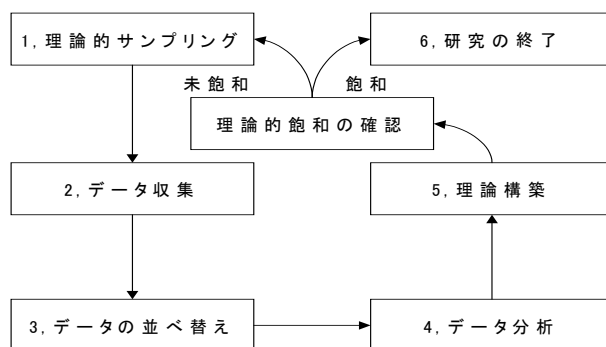 1, 理論的サンプリング
6, 研究の終了
未飽和
飽和
理論的飽和の確認
2, データ収集
5, 理論構築
3, データの並べ替え
4, データ分析